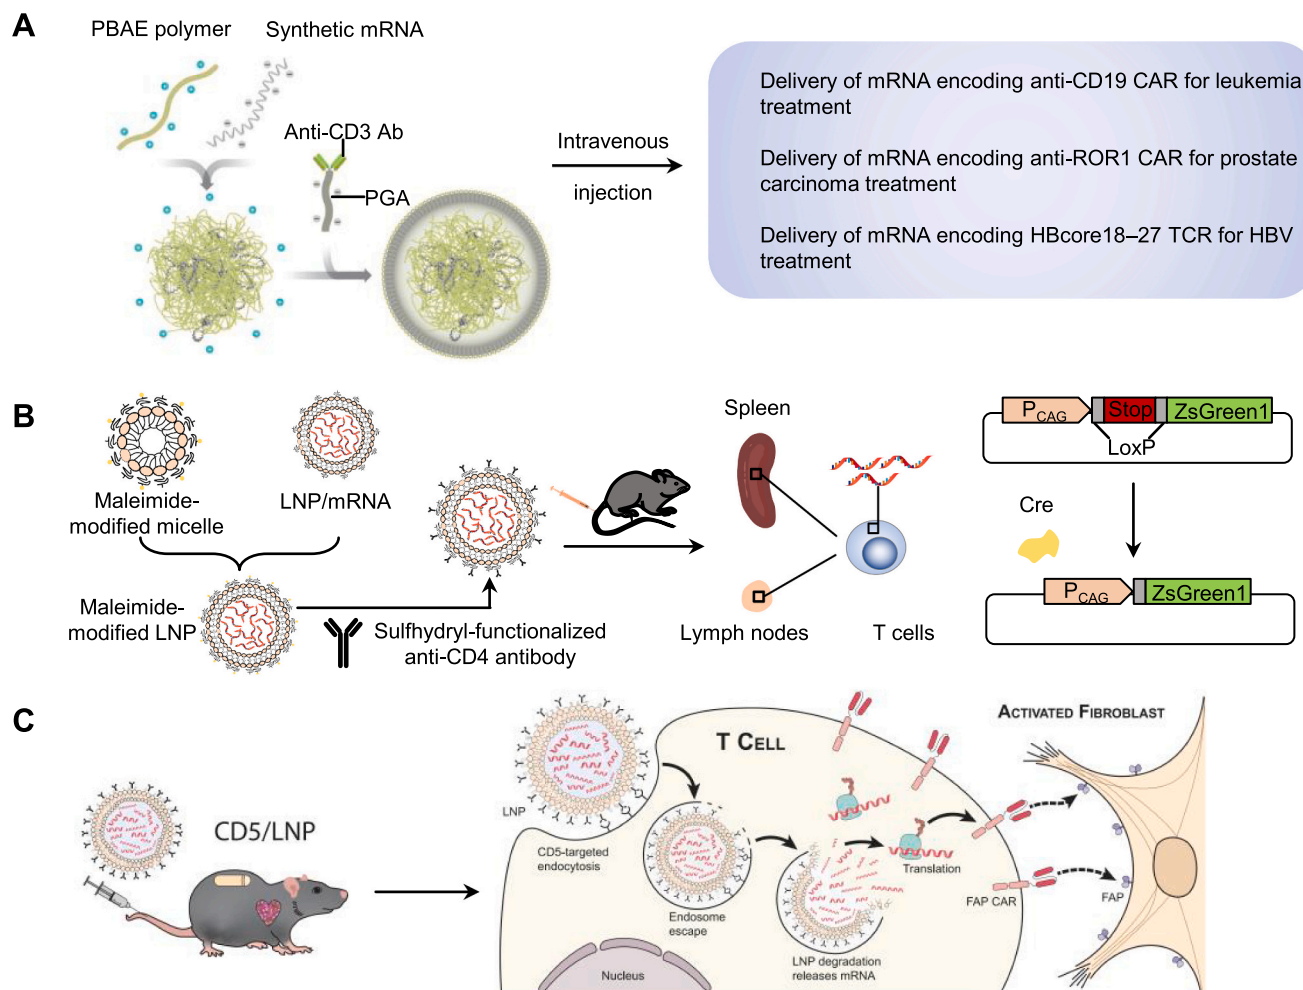 A
PBAE polymer
Synthetic mRNA
Anti-CD3 Ab
PGA
Intravenous
injection
Delivery of mRNA encoding anti-CD19 CAR for leukemia
treatment
Delivery of mRNA encoding anti-ROR1 CAR for prostate
carcinoma treatment
Delivery of mRNA encoding HBcore18–27 TCR for HBV
treatment
B
Maleimide-
modified micelle
LNP/mRNA
Maleimide-
modified LNP
Sulfhydryl-functionalized
anti-CD4 antibody
Spleen
Lymph nodes
T cells
PCAG
Stop
ZsGreen1
LoxP
Cre
PCAG
ZsGreen1
C
CD5/LNP
T CELL
LNP
CD5-targeted
endocytosis
Endosome
escape
LNP degradation
releases mRNA
Translation
Nucleus
FAP CAR
ACTIVATED FIBROBLAST
FAP